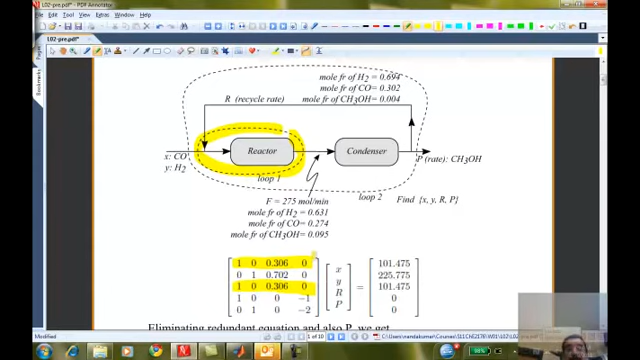 L02-pre.pdf* - PDF Annotator
File Edit View Document Extras Window Help
L02-pre.pdf*
mole fr of H2 = 0.694
mole fr of CO= 0.302
R (recycle rate) mole fr of CH3OH= 0.004
Reactor
Condenser
x: CO
y: H2
P (rate): CH3OH
loop 1
loop 2
Find {x, y, R, P}
F = 275 mol/min
mole fr of H2 = 0.631
mole fr of CO = 0.274
mole fr of CH3OH = 0.095
1 0 0.306 0
0 1 0.702 0
1 0 0.306 0
1 0 0 −1
0 1 0 −2
x
y
R
P
=
101.475
225.775
101.475
0
0
Eliminating redundant equation and also P, we get
Modified
1 of 10